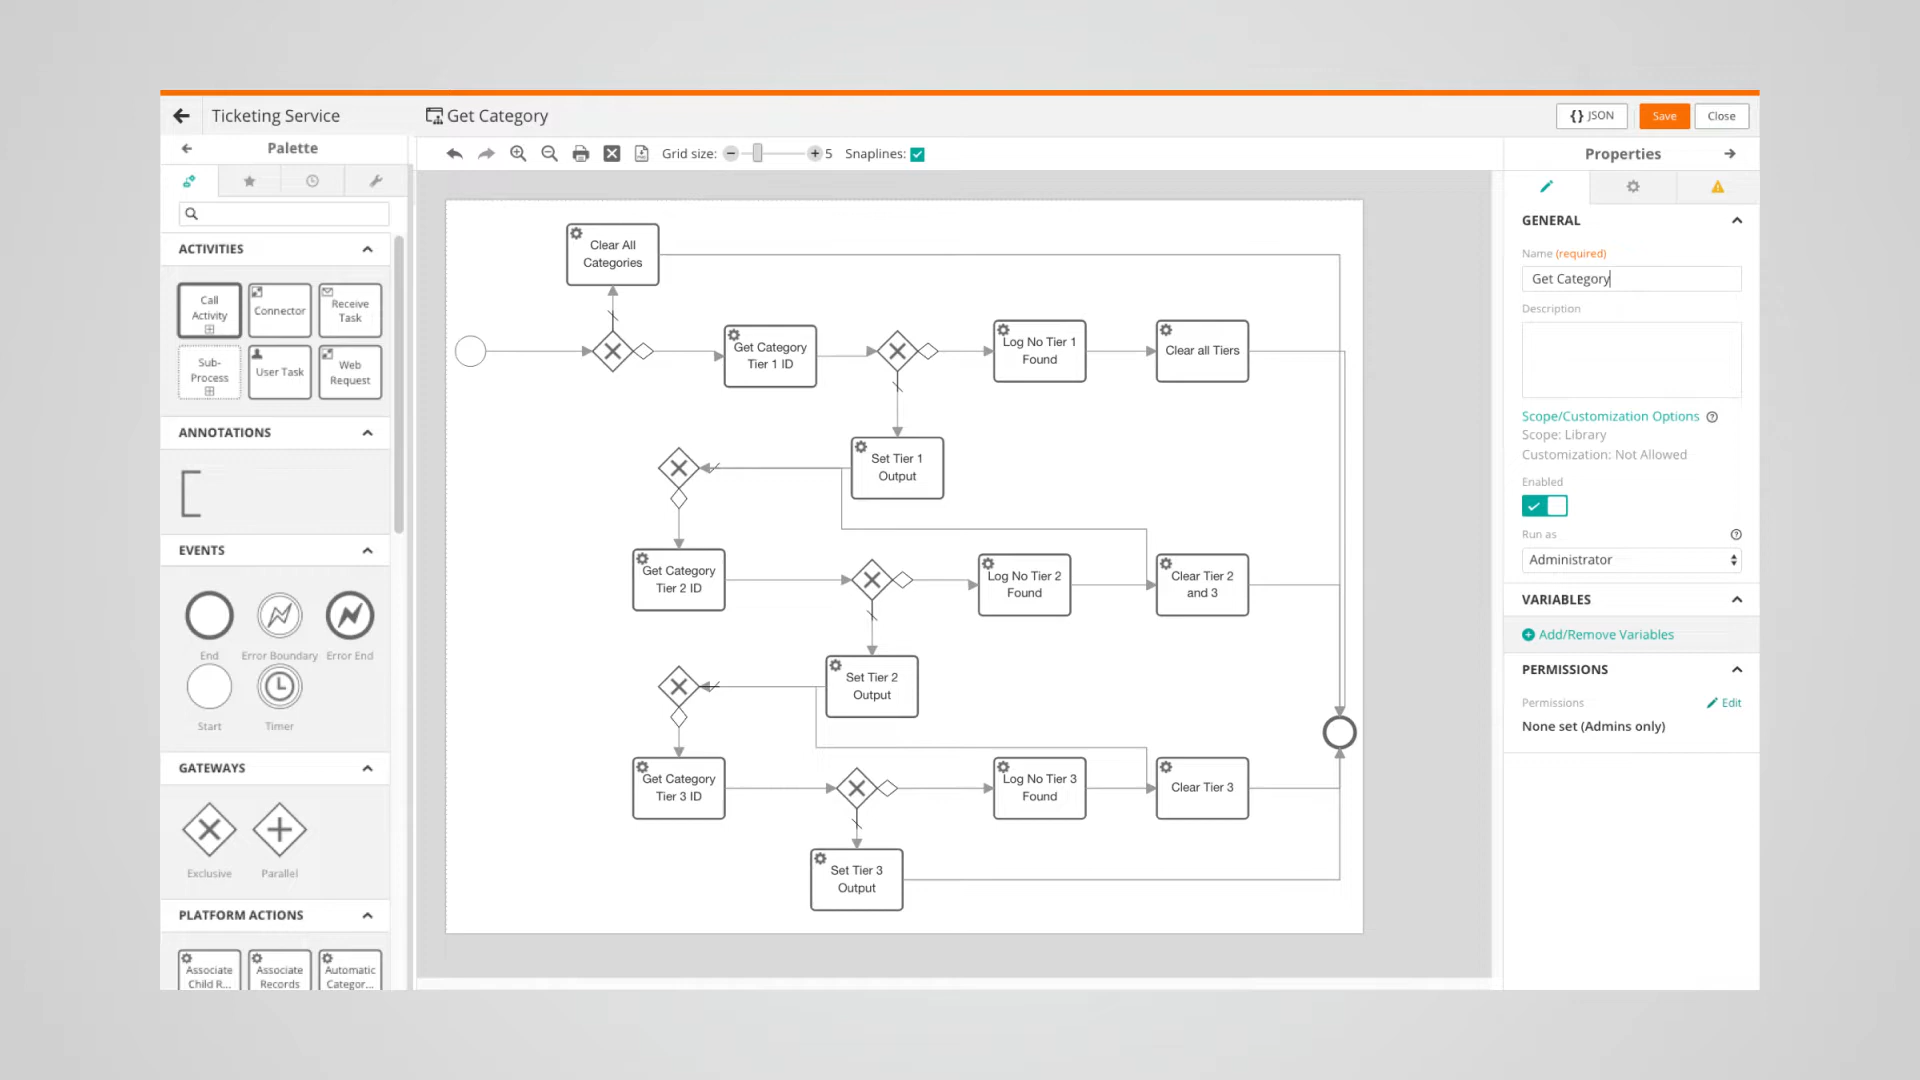 Ticketing Service
Get Category
{} JSON
Save
Close
Palette
Grid size:
5
Snaplines:
Properties
ACTIVITIES
Call
Activity
Connector
Receive
Task
Sub-
Process
User Task
Web
Request
ANNOTATIONS
EVENTS
End
Error Boundary
Error End
Start
Timer
GATEWAYS
Exclusive
Parallel
PLATFORM ACTIONS
Associate
Child R...
Associate
Records
Automatic
Categor...
Clear All
Categories
Get Category
Tier 1 ID
Log No Tier 1
Found
Clear all Tiers
Set Tier 1
Output
Get Category
Tier 2 ID
Log No Tier 2
Found
Clear Tier 2
and 3
Set Tier 2
Output
Get Category
Tier 3 ID
Log No Tier 3
Found
Clear Tier 3
Set Tier 3
Output
GENERAL
Name (required)
Get Category
Description
Scope/Customization Options
Scope: Library
Customization: Not Allowed
Enabled
Run as
Administrator
VARIABLES
Add/Remove Variables
PERMISSIONS
Permissions
Edit
None set (Admins only)